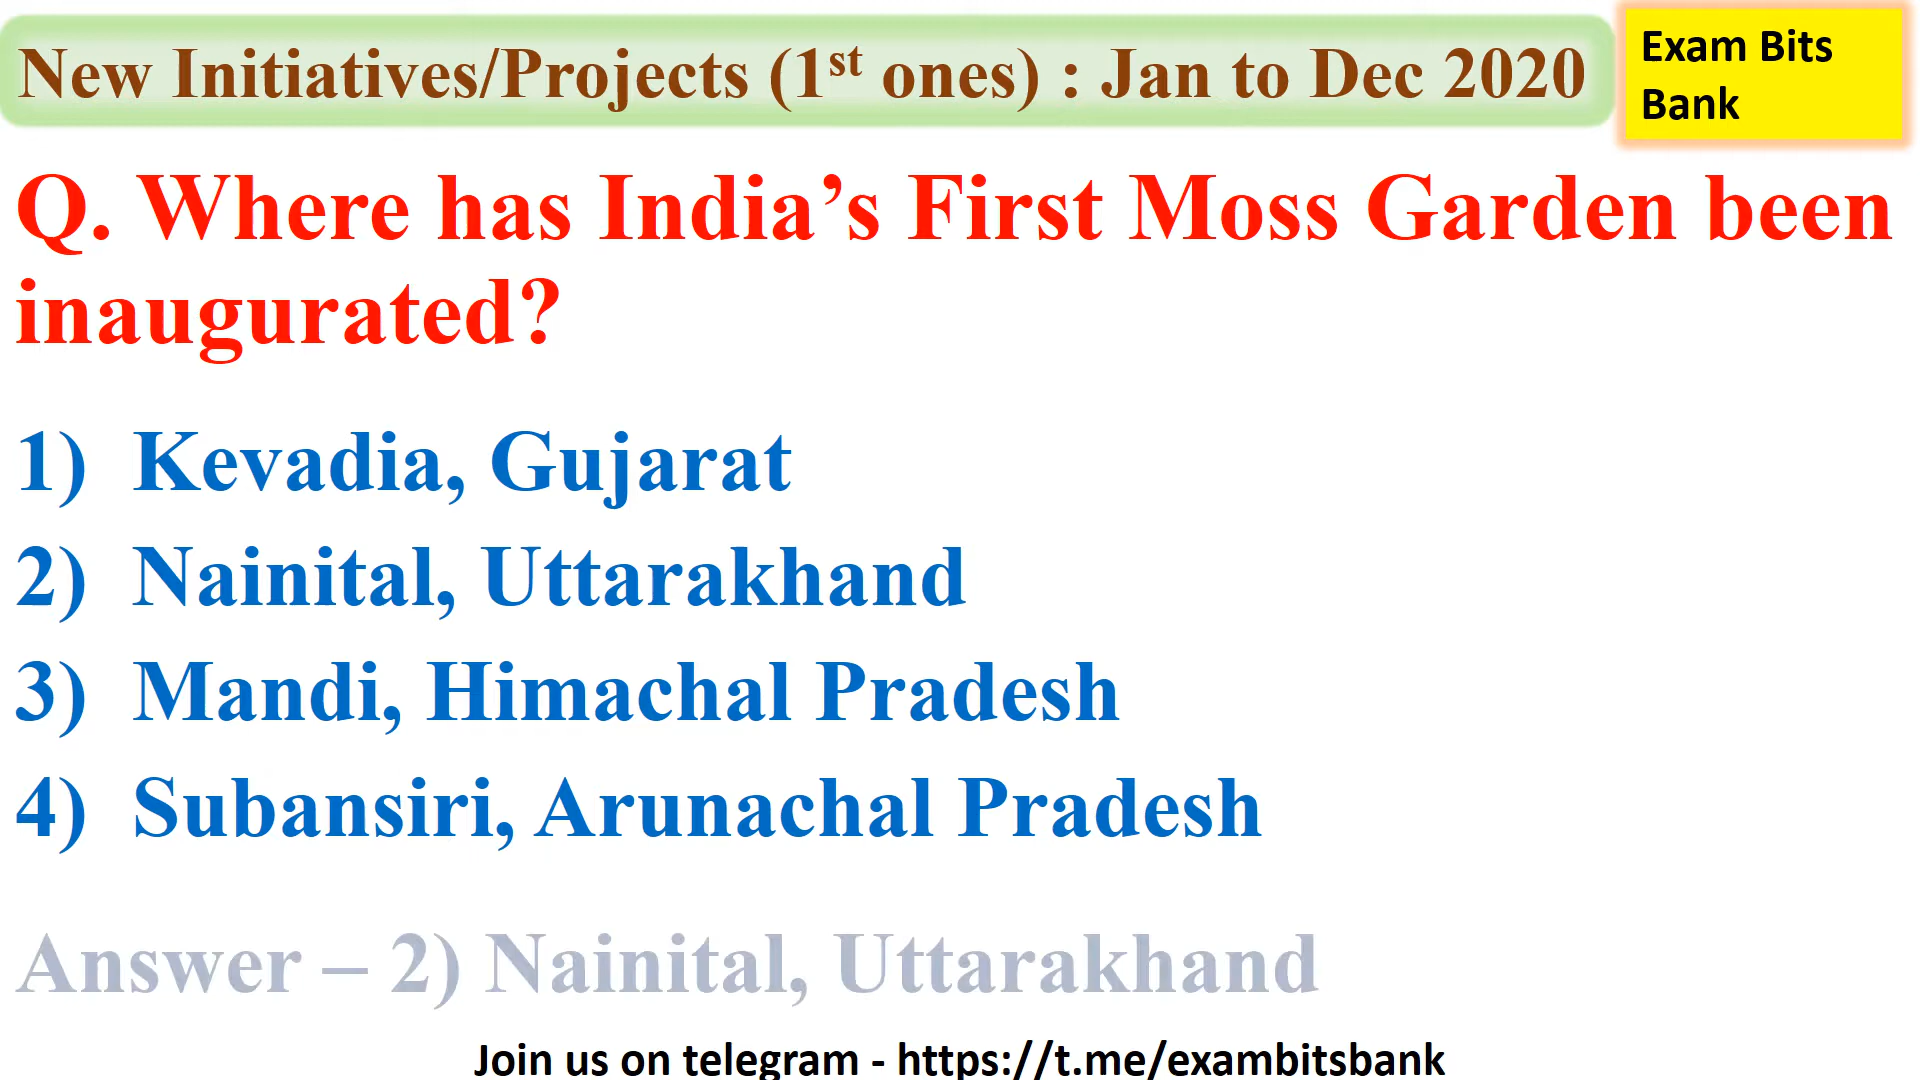 New Initiatives/Projects (1st ones) : Jan to Dec 2020
Exam Bits
Bank
Q. Where has India’s First Moss Garden been
inaugurated?
1) Kevadia, Gujarat
2) Nainital, Uttarakhand
3) Mandi, Himachal Pradesh
4) Subansiri, Arunachal Pradesh
Answer – 2) Nainital, Uttarakhand
Join us on telegram - https://t.me/exambitsbank